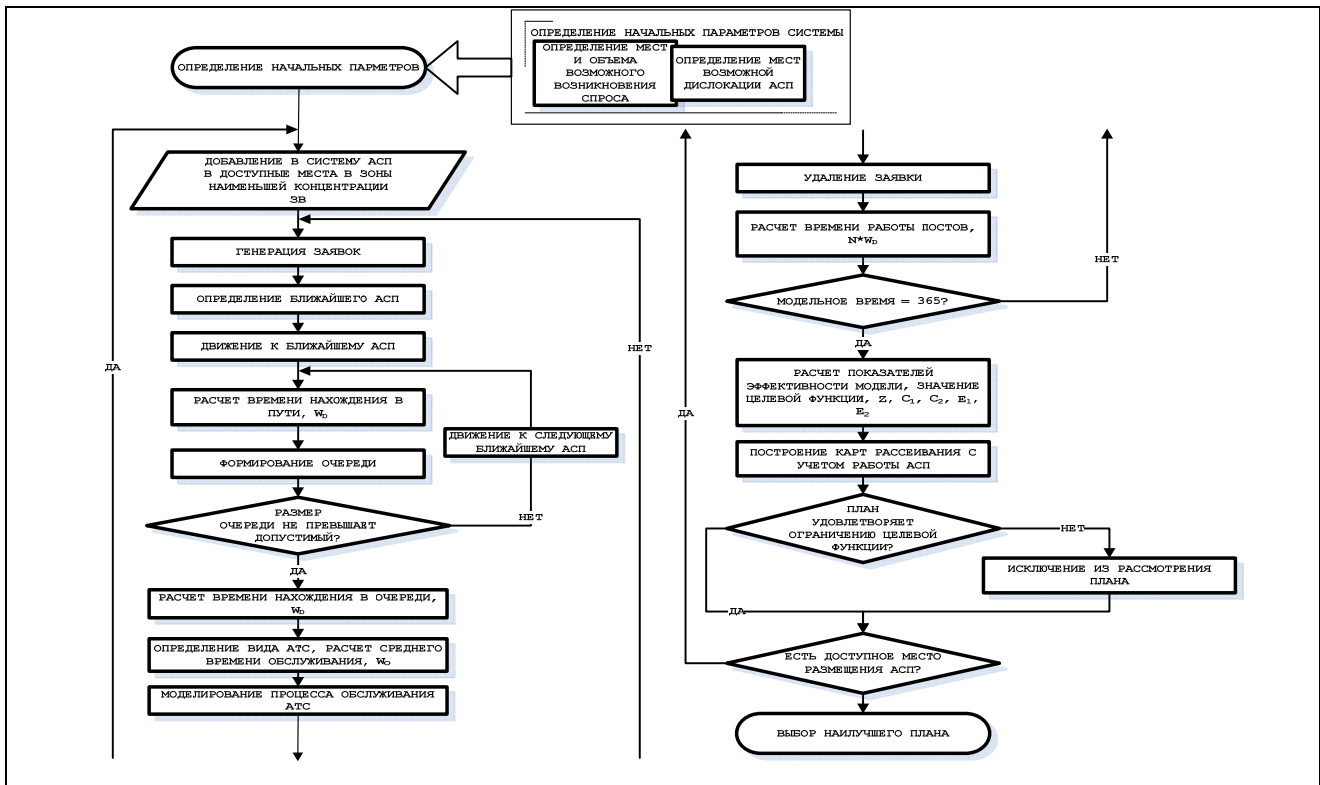 ОПРЕДЕЛЕНИЕ НАЧАЛЬНЫХ ПАРАМЕТРОВ СИСТЕМЫ
ОПРЕДЕЛЕНИЕ МЕСТ
И ОБЪЕМА
ВОЗМОЖНОГО
ВОЗНИКНОВЕНИЯ
СПРОСА
ОПРЕДЕЛЕНИЕ МЕСТ
ВОЗМОЖНОЙ
ДИСЛОКАЦИИ АСП
ОПРЕДЕЛЕНИЕ НАЧАЛЬНЫХ ПАРМЕТРОВ
ДОБАВЛЕНИЕ В СИСТЕМУ АСП
В ДОСТУПНЫЕ МЕСТА В ЗОНЫ
НАИМЕНЬШЕЙ КОНЦЕНТРАЦИИ
ЗВ
ГЕНЕРАЦИЯ ЗАЯВОК
ОПРЕДЕЛЕНИЕ БЛИЖАЙШЕГО АСП
ДВИЖЕНИЕ К БЛИЖАЙШЕМУ АСП
ДА
НЕТ
РАСЧЕТ ВРЕМЕНИ НАХОЖДЕНИЯ В
ПУТИ, W_D
ДВИЖЕНИЕ К СЛЕДУЮЩЕМУ
БЛИЖАЙШЕМУ АСП
ФОРМИРОВАНИЕ ОЧЕРЕДИ
РАЗМЕР
ОЧЕРЕДИ НЕ ПРЕВЫШАЕТ
ДОПУСТИМЫЙ?
НЕТ
ДА
РАСЧЕТ ВРЕМЕНИ НАХОЖДЕНИЯ В ОЧЕРЕДИ,
W_D
ОПРЕДЕЛЕНИЕ ВИДА АТС, РАСЧЕТ СРЕДНЕГО
ВРЕМЕНИ ОБСЛУЖИВАНИЯ, W_O
МОДЕЛИРОВАНИЕ ПРОЦЕССА ОБСЛУЖИВАНИЯ
АТС
УДАЛЕНИЕ ЗАЯВКИ
РАСЧЕТ ВРЕМЕНИ РАБОТЫ ПОСТОВ,
N*W_D
НЕТ
МОДЕЛЬНОЕ ВРЕМЯ = 365?
ДА
РАСЧЕТ ПОКАЗАТЕЛЕЙ
ЭФФЕКТИВНОСТИ МОДЕЛИ, ЗНАЧЕНИЕ
ЦЕЛЕВОЙ ФУНКЦИИ, Z, C₁, C₂, E₁,
E₂
ДА
ПОСТРОЕНИЕ КАРТ РАССЕИВАНИЯ С
УЧЕТОМ РАБОТЫ АСП
ПЛАН
УДОВЛЕТВОРЯЕТ
ОГРАНИЧЕНИЮ ЦЕЛЕВОЙ
ФУНКЦИИ?
НЕТ
ИСКЛЮЧЕНИЕ ИЗ РАССМОТРЕНИЯ
ПЛАНА
ДА
ЕСТЬ ДОСТУПНОЕ МЕСТО
РАЗМЕЩЕНИЯ АСП?
ВЫБОР НАИЛУЧШЕГО ПЛАНА